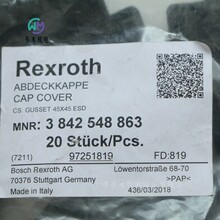 Rexroth
ABDECKKAPPE
CAP COVER
CS: GUSSET 45X45 ESD
MNR: 3 842 548 863
20 Stück/Pcs.
(7211) 97251819 FD:819
Bosch Rexroth AG Löwentorstraße 68-70
70376 Stuttgart Germany >PAP<
Made in Italy 436/03/2018